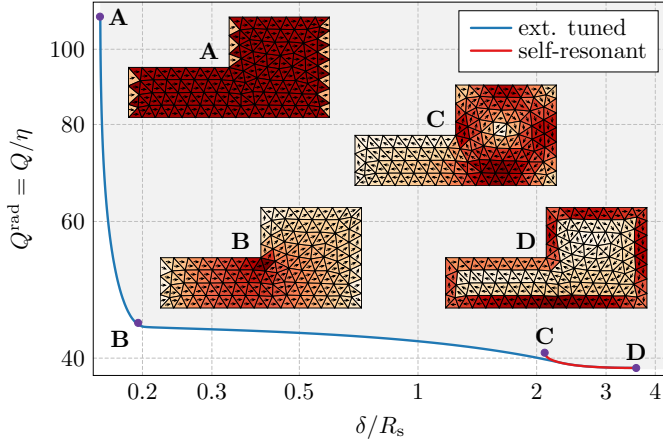 A
A
100
ext. tuned
self-resonant
80
C
Q^rad = Q/η
60
B
D
B
C
D
40
0.2 0.3 0.5 1 2 3 4
δ/R_s